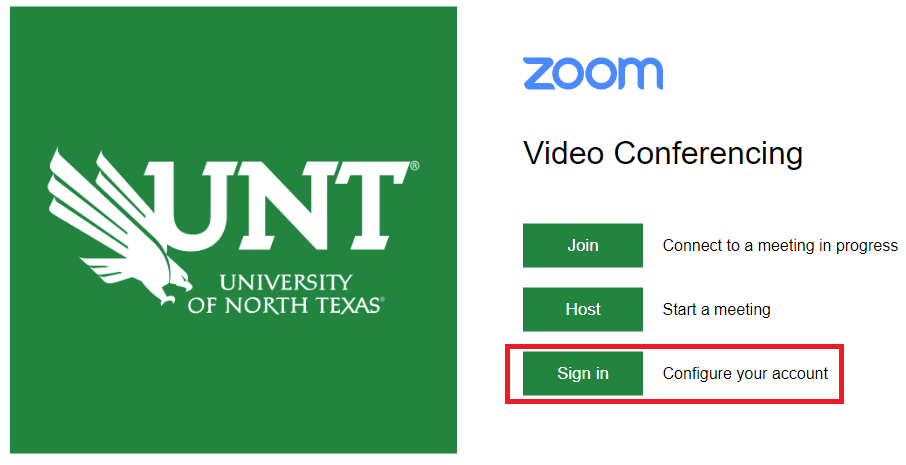 UNT®
UNIVERSITY
OF NORTH TEXAS®
zoom
Video Conferencing
Join Connect to a meeting in progress
Host Start a meeting
Sign in Configure your account